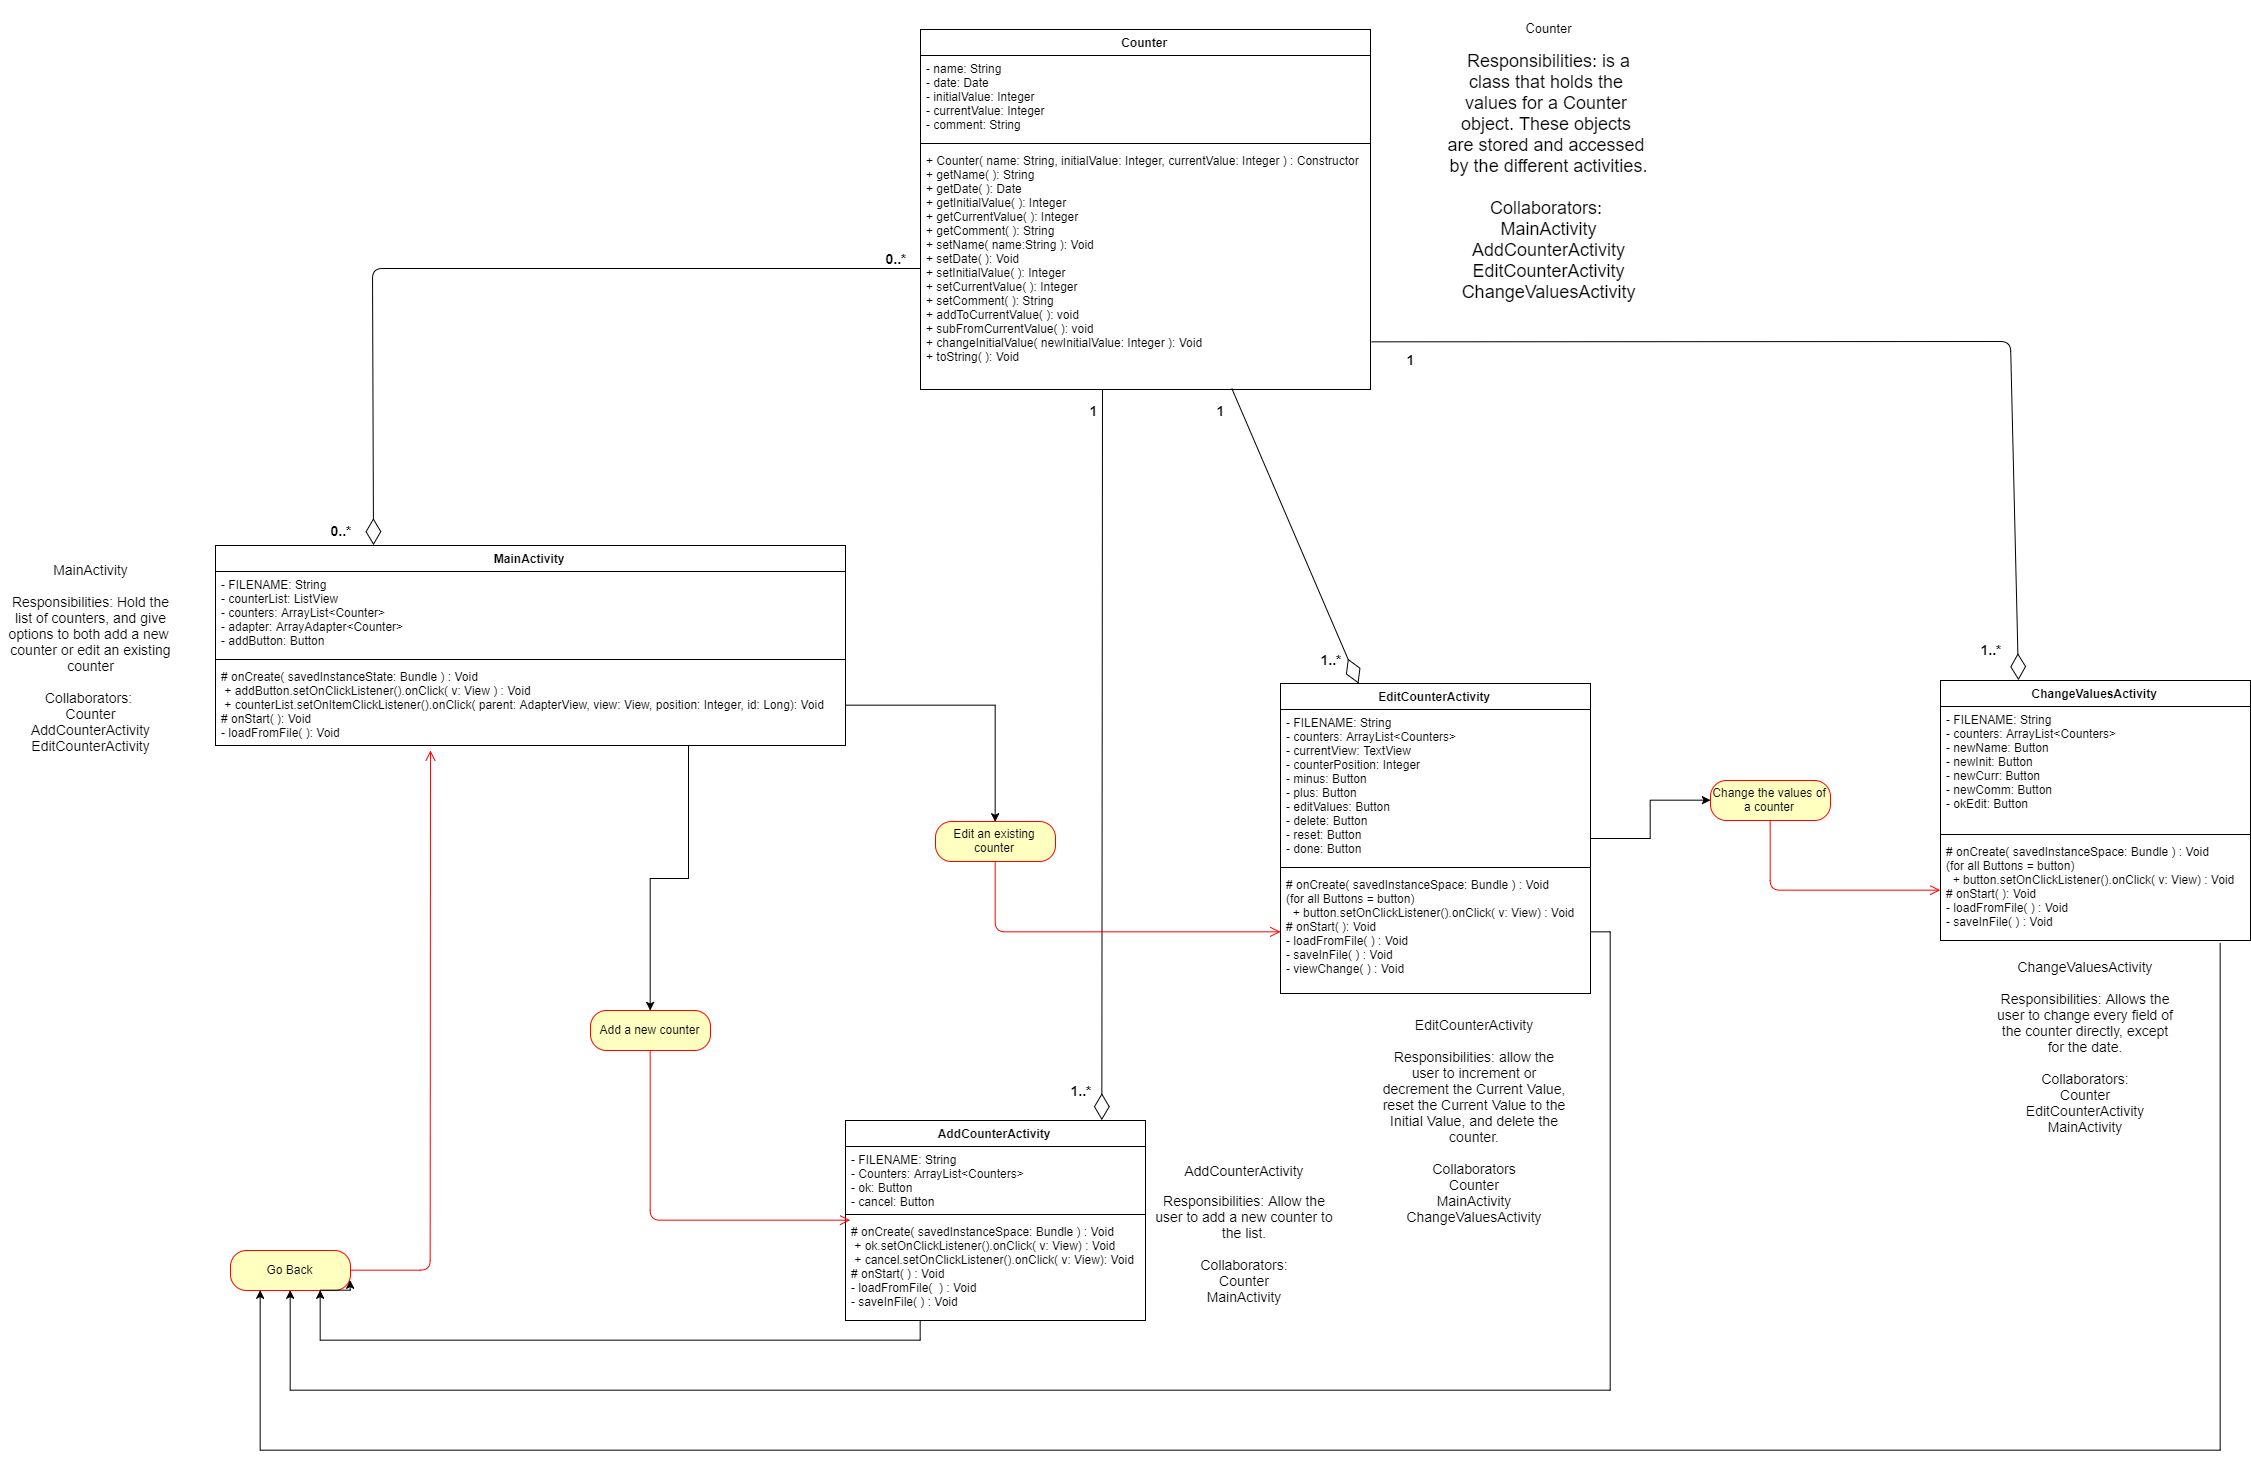 Counter
- name: String
- date: Date
- initialValue: Integer
- currentValue: Integer
- comment: String
+ Counter( name: String, initialValue: Integer, currentValue: Integer ) : Constructor
+ getName( ): String
+ getDate( ): Date
+ getInitialValue( ): Integer
+ getCurrentValue( ): Integer
+ getComment( ): String
+ setName( name:String ): Void
+ setDate( ): Void
+ setInitialValue( ): Integer
+ setCurrentValue( ): Integer
+ setComment( ): String
+ addToCurrentValue( ): void
+ subFromCurrentValue( ): void
+ changeInitialValue( newInitialValue: Integer ): Void
+ toString( ): Void
Counter
Responsibilities: is a
class that holds the
values for a Counter
object. These objects
are stored and accessed
by the different activities.
Collaborators:
MainActivity
AddCounterActivity
EditCounterActivity
ChangeValuesActivity
0..*
1
1
1
0..*
1..*
1..*
1..*
MainActivity
Responsibilities: Hold the
list of counters, and give
options to both add a new
counter or edit an existing
counter
Collaborators:
Counter
AddCounterActivity
EditCounterActivity
MainActivity
- FILENAME: String
- counterList: ListView
- counters: ArrayList<Counter>
- adapter: ArrayAdapter<Counter>
- addButton: Button
# onCreate( savedInstanceState: Bundle ) : Void
+ addButton.setOnClickListener().onClick( v: View ) : Void
+ counterList.setOnItemClickListener().onClick( parent: AdapterView, view: View, position: Integer, id: Long): Void
# onStart( ): Void
- loadFromFile( ): Void
EditCounterActivity
- FILENAME: String
- counters: ArrayList<Counters>
- currentView: TextView
- counterPosition: Integer
- minus: Button
- plus: Button
- editValues: Button
- delete: Button
- reset: Button
- done: Button
# onCreate( savedInstanceSpace: Bundle ) : Void
(for all Buttons = button)
+ button.setOnClickListener().onClick( v: View) : Void
# onStart( ): Void
- loadFromFile( ) : Void
- saveInFile( ) : Void
- viewChange( ) : Void
ChangeValuesActivity
- FILENAME: String
- counters: ArrayList<Counters>
- newName: Button
- newInit: Button
- newCurr: Button
- newComm: Button
- okEdit: Button
# onCreate( savedInstanceSpace: Bundle ) : Void
(for all Buttons = button)
+ button.setOnClickListener().onClick( v: View) : Void
# onStart( ): Void
- loadFromFile( ) : Void
- saveInFile( ) : Void
Change the values of
a counter
Edit an existing
counter
Add a new counter
Go Back
ChangeValuesActivity
Responsibilities: Allows the
user to change every field of
the counter directly, except
for the date.
Collaborators:
Counter
EditCounterActivity
MainActivity
EditCounterActivity
Responsibilities: allow the
user to increment or
decrement the Current Value,
reset the Current Value to the
Initial Value, and delete the
counter.
Collaborators
Counter
MainActivity
ChangeValuesActivity
AddCounterActivity
- FILENAME: String
- Counters: ArrayList<Counters>
- ok: Button
- cancel: Button
# onCreate( savedInstanceSpace: Bundle ) : Void
+ ok.setOnClickListener().onClick( v: View) : Void
+ cancel.setOnClickListener().onClick( v: View): Void
# onStart( ) : Void
- loadFromFile( ) : Void
- saveInFile( ) : Void
AddCounterActivity
Responsibilities: Allow the
user to add a new counter to
the list.
Collaborators:
Counter
MainActivity